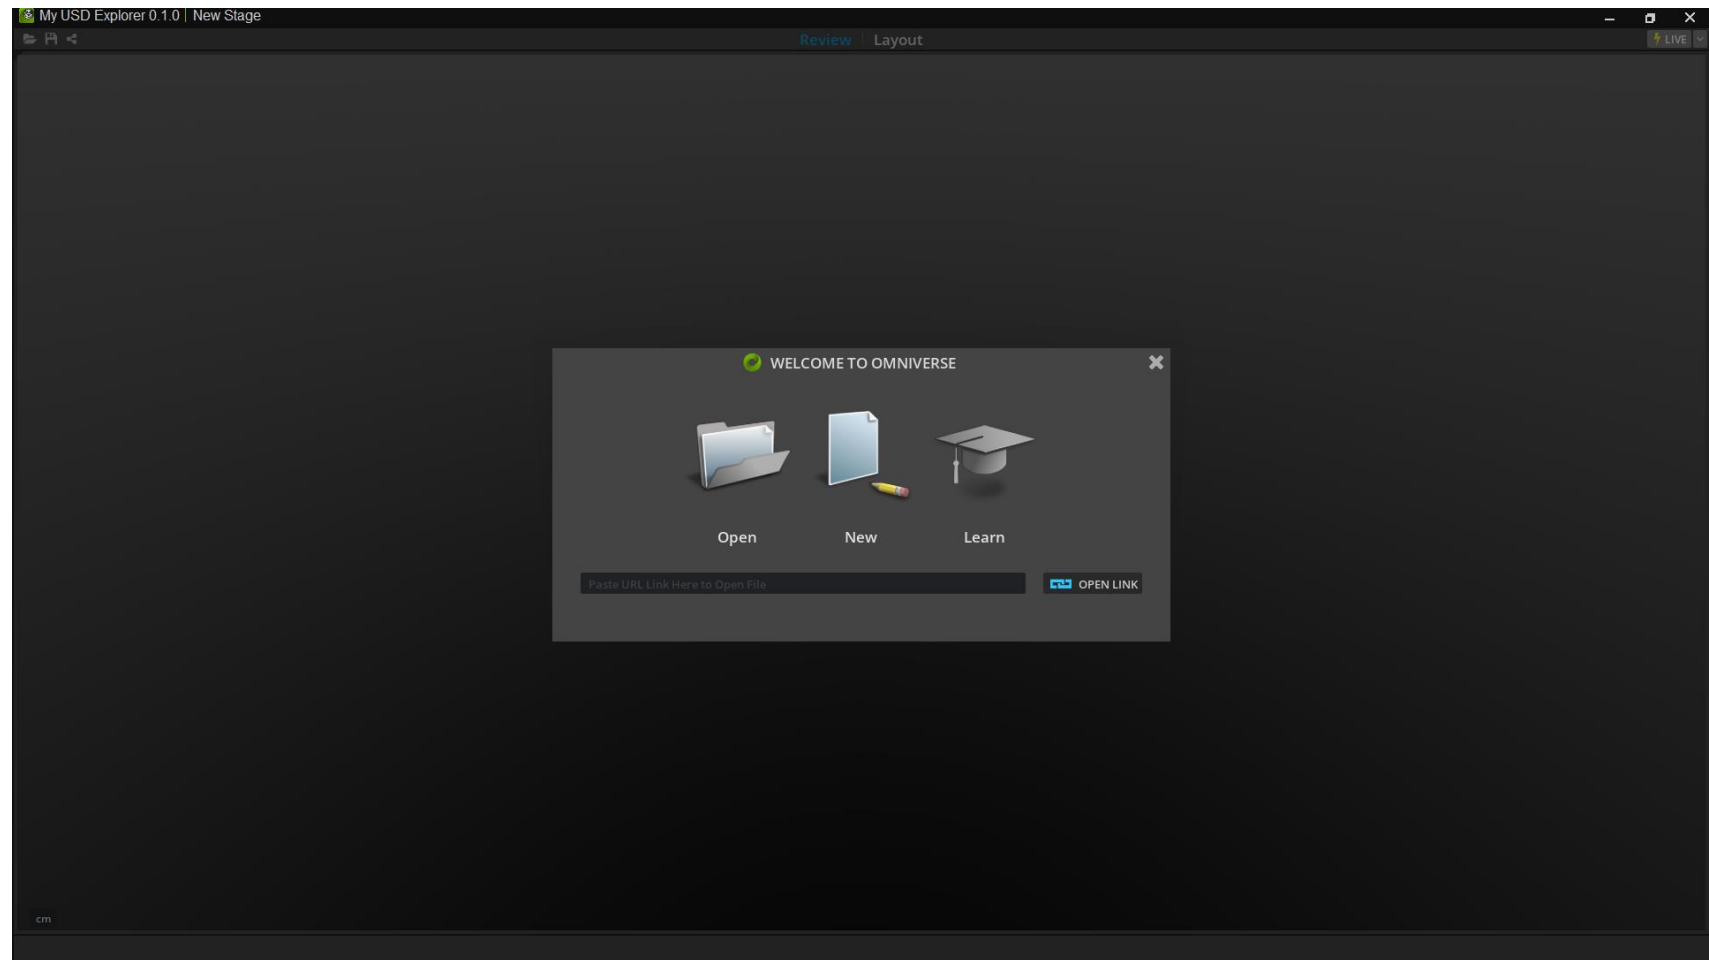 My USD Explorer 0.1.0 | New Stage
Review Layout
LIVE
WELCOME TO OMNIVERSE
Open New Learn
Paste URL Link Here to Open File
OPEN LINK
cm